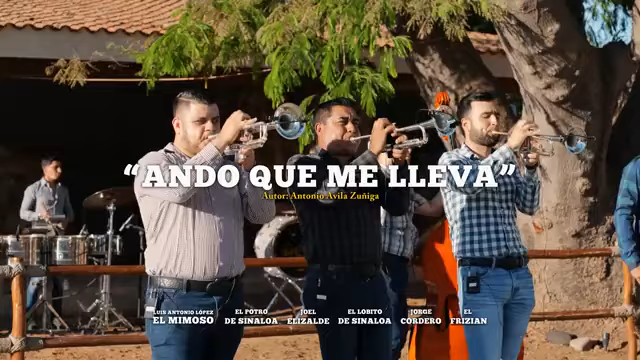 “ANDO QUE ME LLEVA”
Autor: Antonio Avila Zuñiga
LUIS ANTONIO LÓPEZ
EL MIMOSO
EL POTRO
DE SINALOA
JOEL
ELIZALDE
EL LOBITO
DE SINALOA
JORGE
CORDERO
EL
FRIZIAN